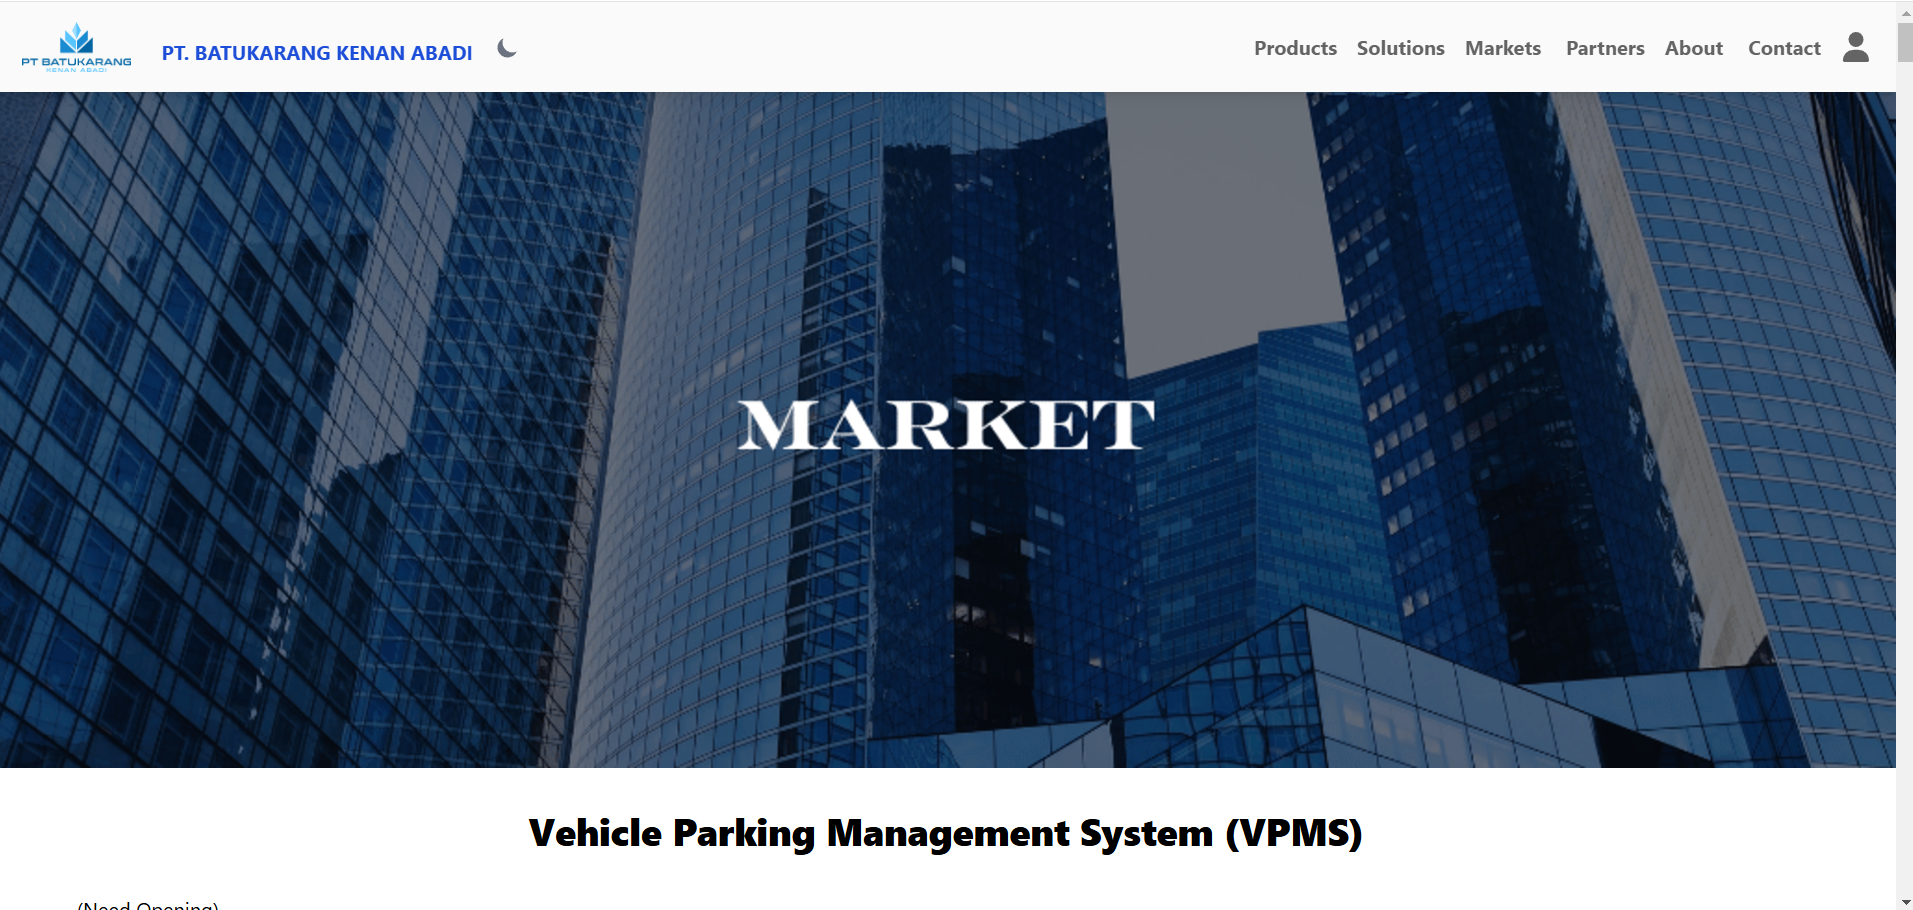 PT BATUKARANG
KENAN ABADI
PT. BATUKARANG KENAN ABADI
Products Solutions Markets Partners About Contact
MARKET
Vehicle Parking Management System (VPMS)
(Need Opening)